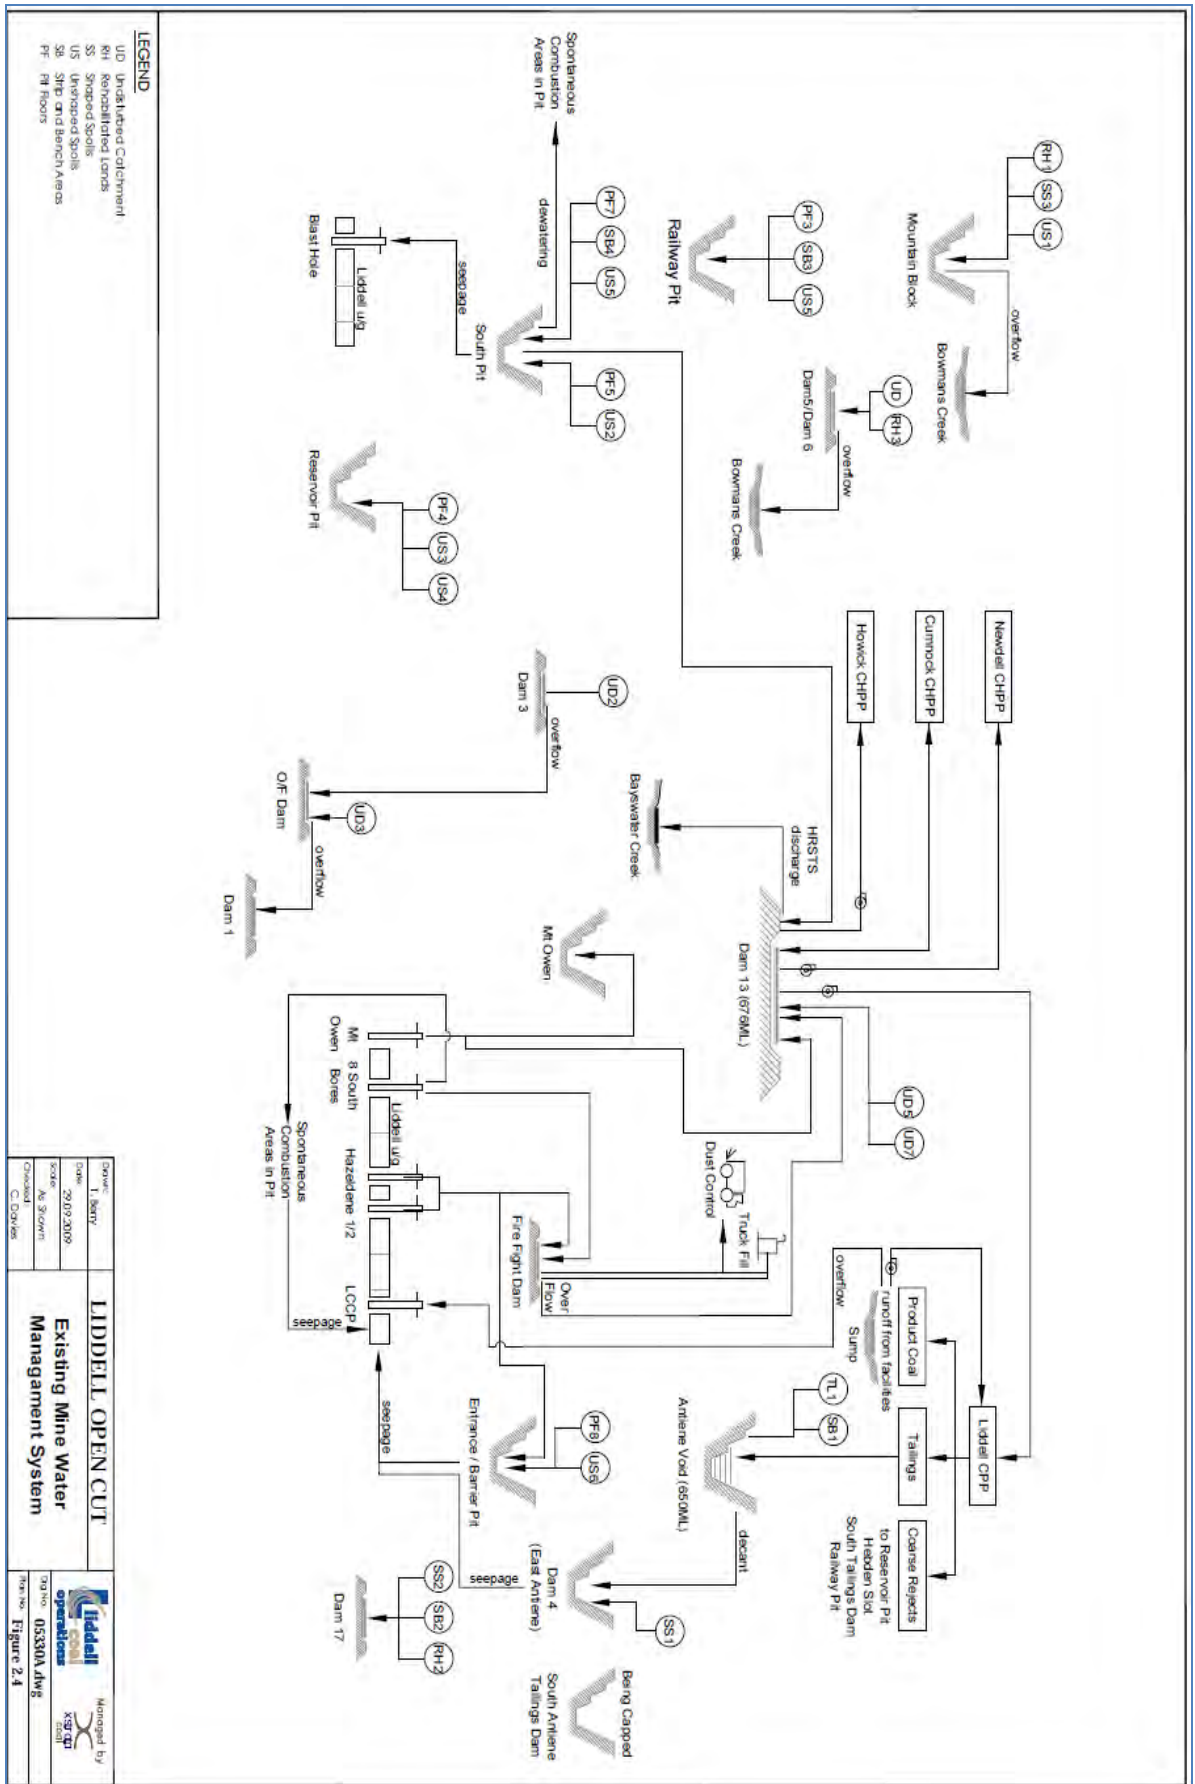 RH1
SS3
US1
Mountain Block
overflow
Bowmans Creek
PF3
SB3
US5
Railway Pit
UD
RH3
Dam5/Dam 6
overflow
Bowmans Creek
Spontaneous
Combustion
Areas in Pit
dewatering
PF7
SB4
US5
South Pit
PF5
US2
seepage
Liddell u/g
Blast Hole
PF4
US3
US4
Reservoir Pit
Newdell CHPP
Cumnock CHPP
Howick CHPP
HRSTS
discharge
Bayswater Creek
Dam 13 (676ML)
UD5
UD7
UD2
Dam 3
overflow
UD3
O/F Dam
overflow
Dam 1
Mt Owen
Mt
Owen
8 South
Bores
Liddell u/g
Hazeldene 1/2
LCCP
Spontaneous
Combustion
Areas in Pit
seepage
Fire Fight Dam
Over
Flow
Truck Fill
Dust Control
overflow
Sump
runoff from facilities
Product Coal
Tailings
Coarse Rejects
Liddell CPP
to Reservoir Pit
Hebden Slot
South Tailings Dam
Railway Pit
TL1
SB1
Antiene Void (650ML)
decant
PF8
US6
Entrance / Barrier Pit
seepage
SS1
Dam 4
(East Antiene)
seepage
SS2
SB2
RH2
Dam 17
Being Capped
South Antiene
Tailings Dam
LEGEND
UD Undisturbed Catchment
RH Rehabilitated Lands
SS Shaped Spoils
US Unshaped Spoils
SB Strip and Bench Areas
PF Pit Floors
Drawn: T. Berry
Date: 29.09.2009
Scale: As Shown
Checked: C. Davies
LIDDELL OPEN CUT
Existing Mine Water
Managament System
liddell
coal
operations
Managed by
xstrata
coal
Drg No. 05330A.dwg
Plan No. Figure 2.4